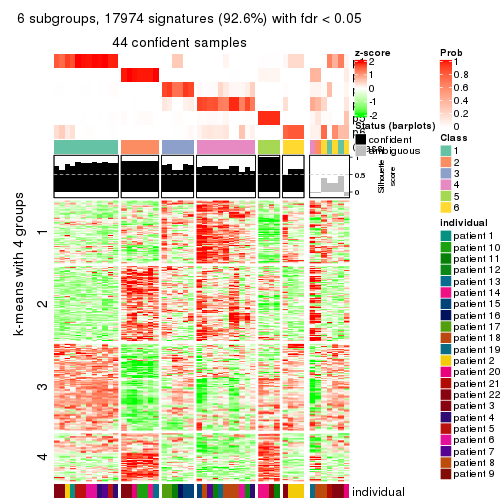 6 subgroups, 17974 signatures (92.6%) with fdr < 0.05
44 confident samples
z-score
2
1
0
-1
-2
Prob
1
0.8
0.6
0.4
0.2
0
Status (barplots)
confident
ambiguous
Class
1
2
3
4
5
6
1
0.5
0
Silhouette
score
k-means with 4 groups
1
2
3
4
individual
patient 1
patient 10
patient 11
patient 12
patient 13
patient 14
patient 15
patient 16
patient 17
patient 18
patient 19
patient 2
patient 20
patient 21
patient 22
patient 3
patient 4
patient 5
patient 6
patient 7
patient 8
patient 9
individual